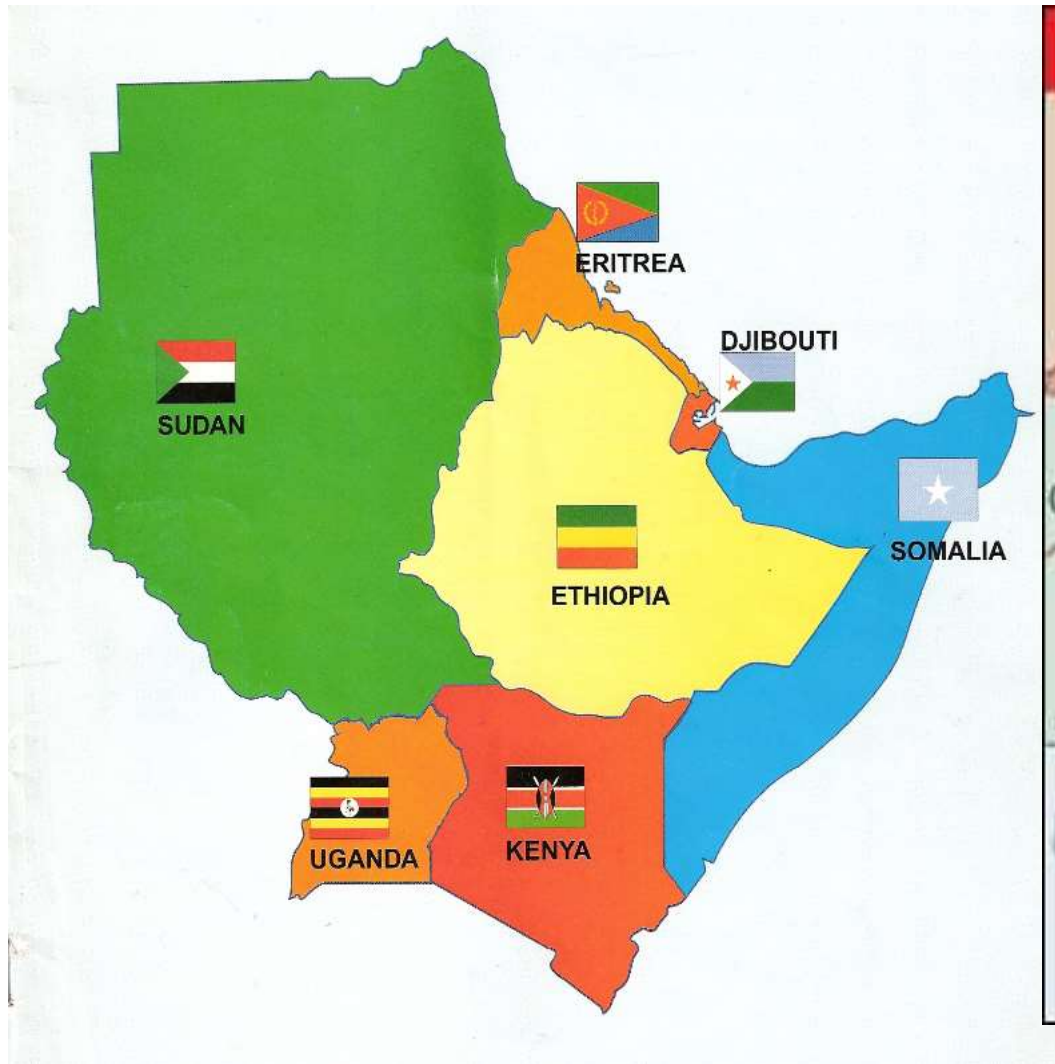 ERITREA
DJIBOUTI
SUDAN
SOMALIA
ETHIOPIA
UGANDA
KENYA